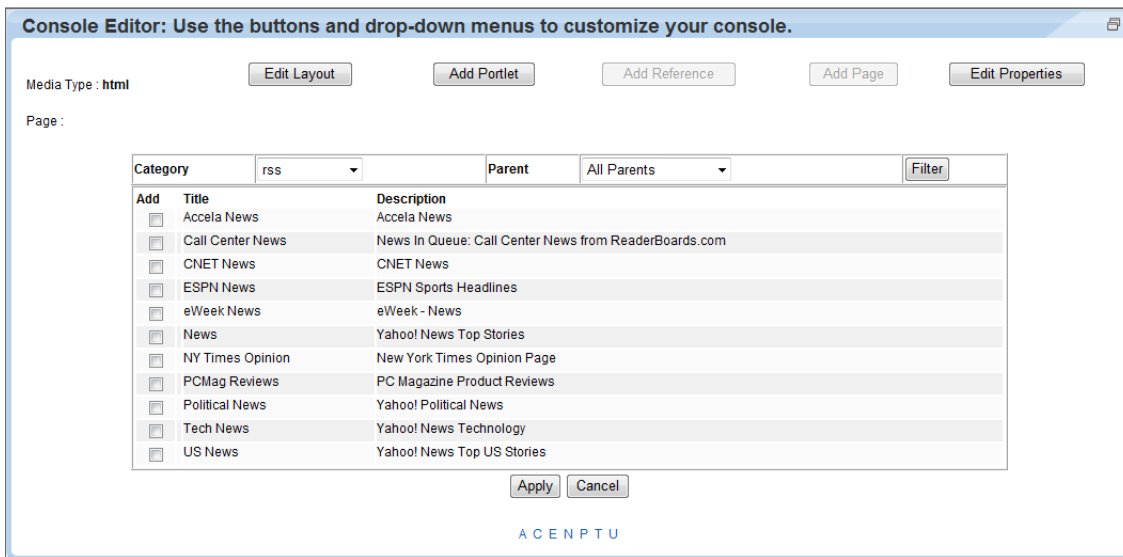 Console Editor: Use the buttons and drop-down menus to customize your console.
Edit Layout Add Portlet Add Reference Add Page Edit Properties
Media Type : html
Page :
Category rss Parent All Parents Filter
Add Title Description
Accela News Accela News
Call Center News News In Queue: Call Center News from ReaderBoards.com
CNET News CNET News
ESPN News ESPN Sports Headlines
eWeek News eWeek - News
News Yahoo! News Top Stories
NY Times Opinion New York Times Opinion Page
PCMag Reviews PC Magazine Product Reviews
Political News Yahoo! Political News
Tech News Yahoo! News Technology
US News Yahoo! News Top US Stories
Apply Cancel
A C E N P T U